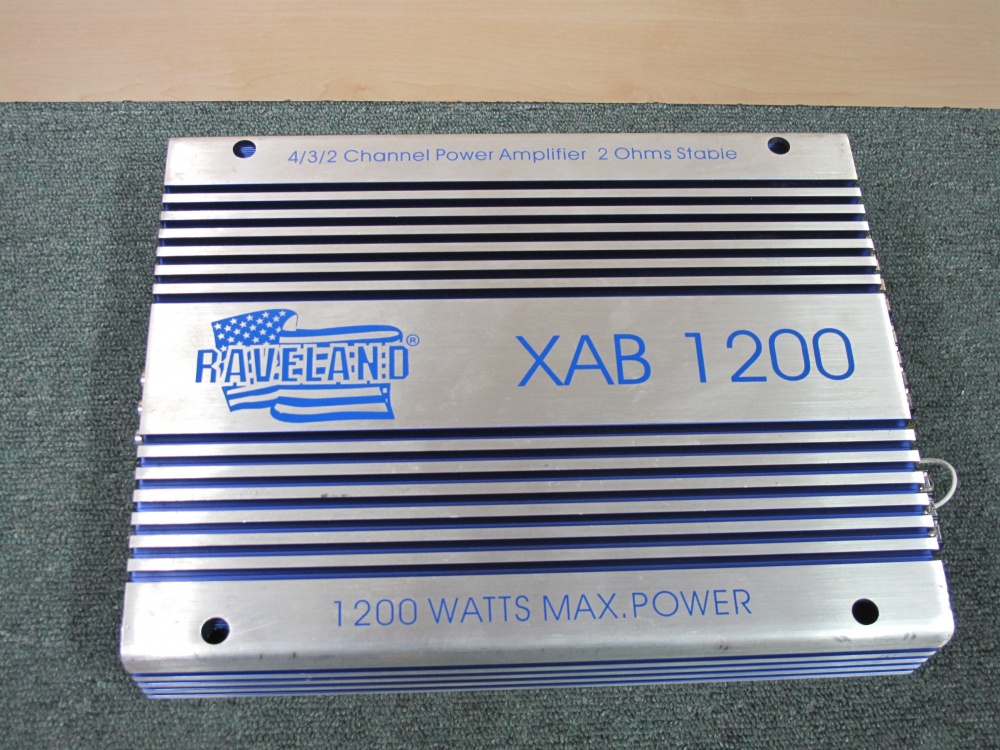 4/3/2 Channel Power Amplifier 2 Ohms Stable
RAVELAND®
XAB 1200
1200 WATTS MAX.POWER